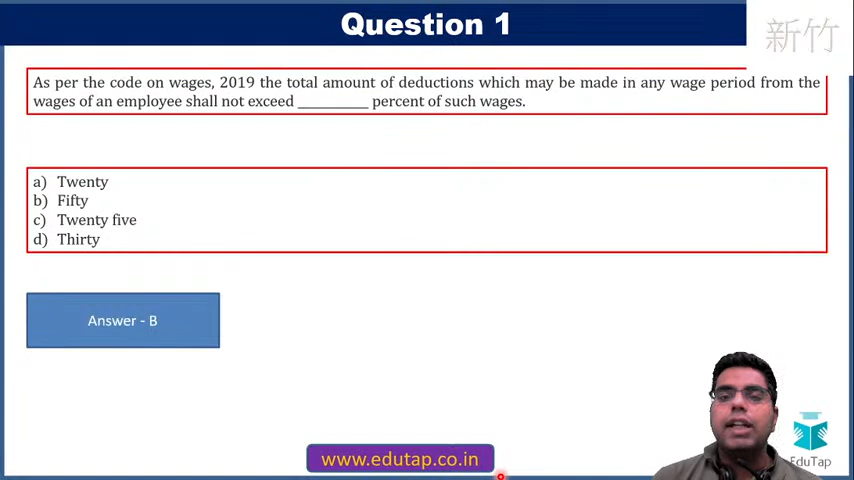 Question 1
新竹
As per the code on wages, 2019 the total amount of deductions which may be made in any wage period from the
wages of an employee shall not exceed __________ percent of such wages.
a) Twenty
b) Fifty
c) Twenty five
d) Thirty
Answer - B
www.edutap.co.in
EduTap